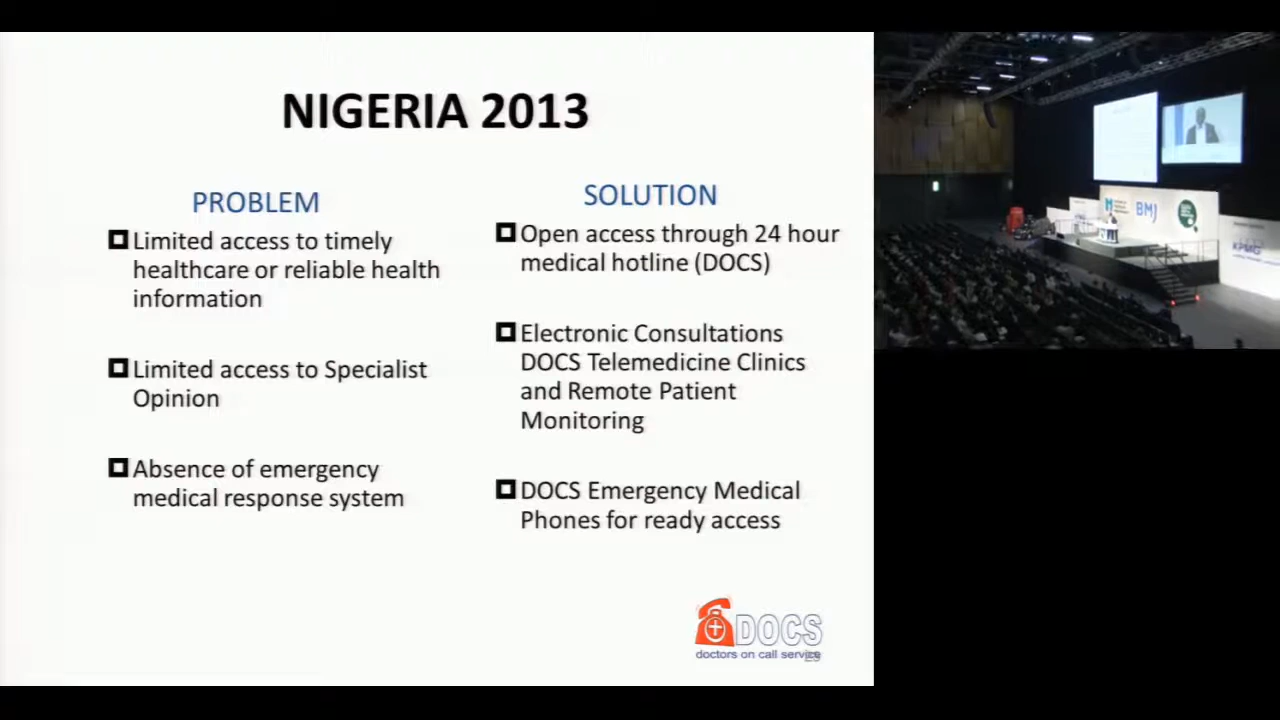 NIGERIA 2013
PROBLEM
Limited access to timely
healthcare or reliable health
information
Limited access to Specialist
Opinion
Absence of emergency
medical response system
SOLUTION
Open access through 24 hour
medical hotline (DOCS)
Electronic Consultations
DOCS Telemedicine Clinics
and Remote Patient
Monitoring
DOCS Emergency Medical
Phones for ready access
DOCS
doctors on call service
BMJ
KPMG